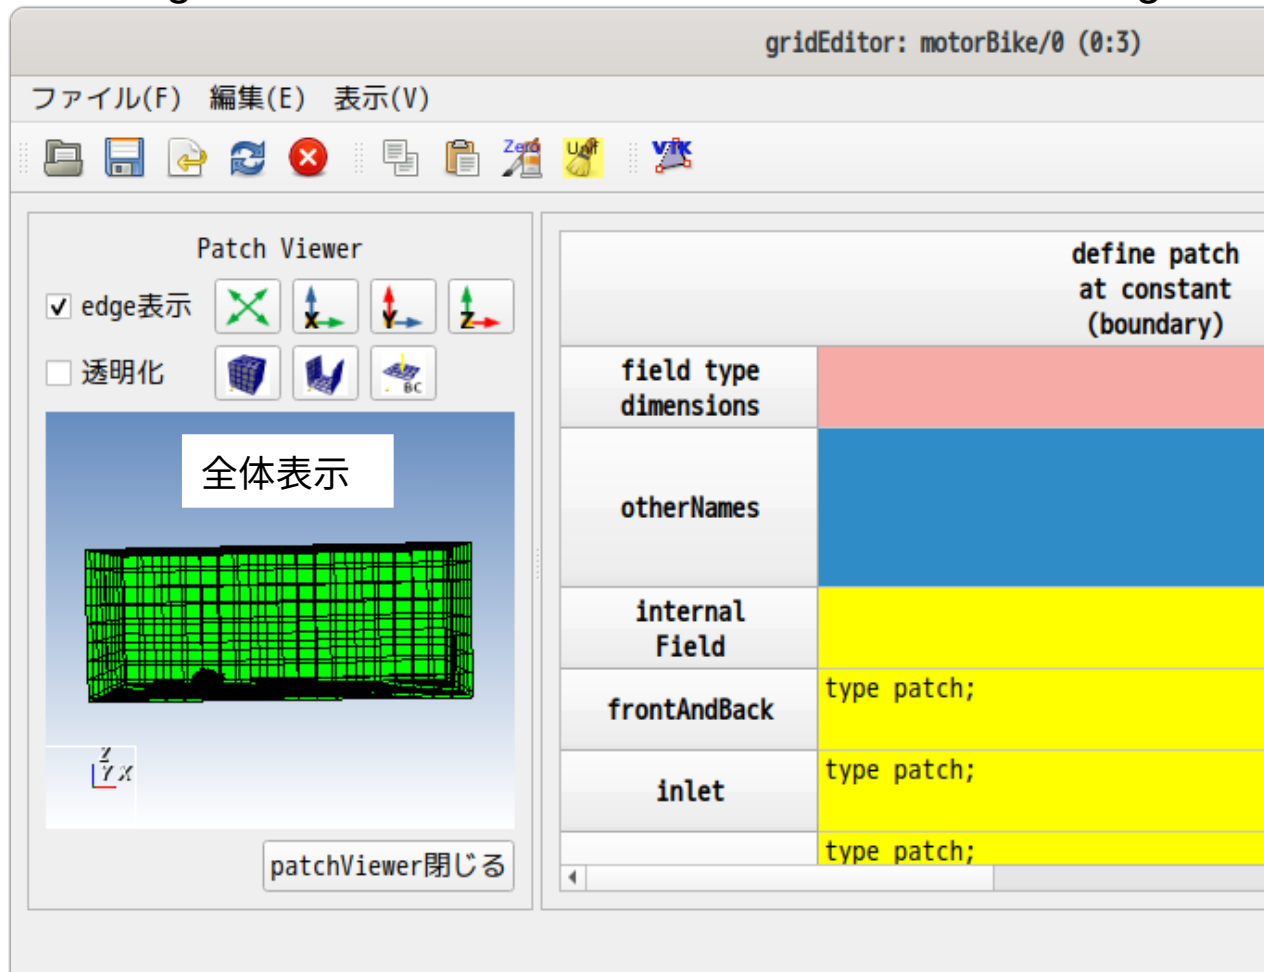 gridEditor: motorBike/0 (0:3)
ファイル(F) 編集(E) 表示(V)
Zero
Unif
VTK
Patch Viewer
edge表示
X
Y
Z
透明化
BC
全体表示
Z
Y X
patchViewer閉じる
define patch
at constant
(boundary)
field type
dimensions
otherNames
internal
Field
frontAndBack
type patch;
inlet
type patch;
type patch;